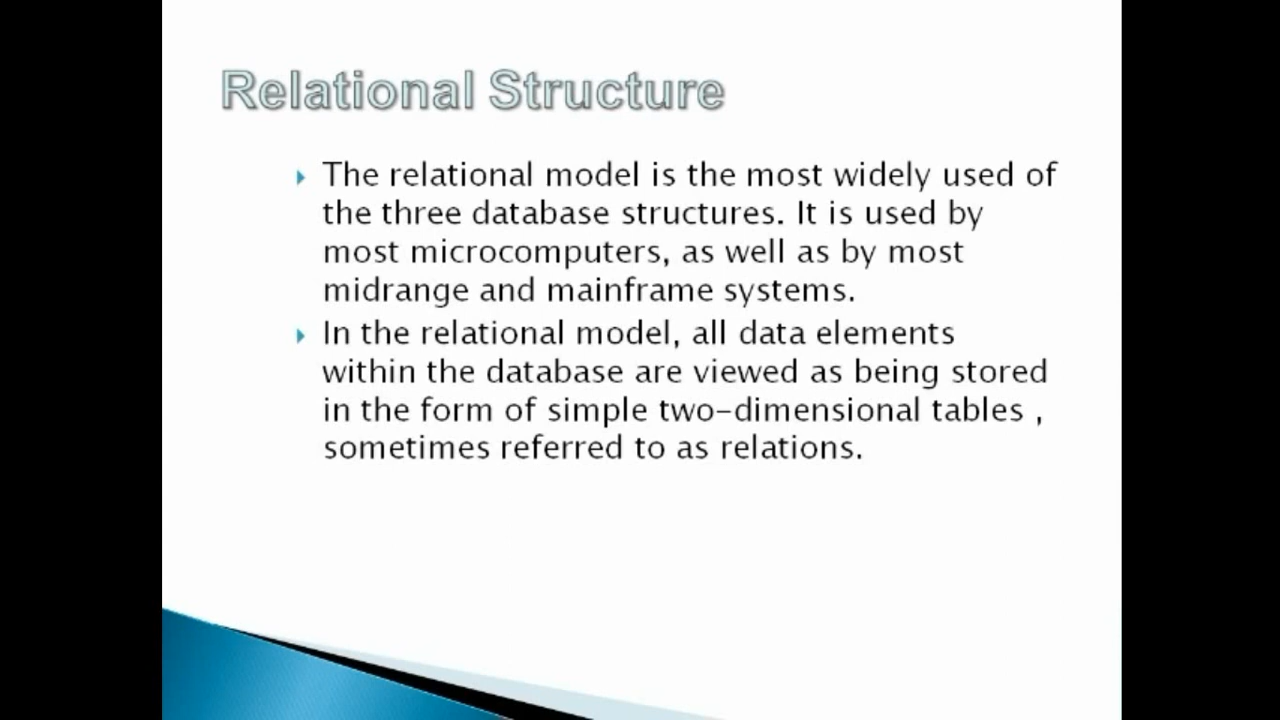 Relational Structure
The relational model is the most widely used of
the three database structures. It is used by
most microcomputers, as well as by most
midrange and mainframe systems.
In the relational model, all data elements
within the database are viewed as being stored
in the form of simple two-dimensional tables ,
sometimes referred to as relations.